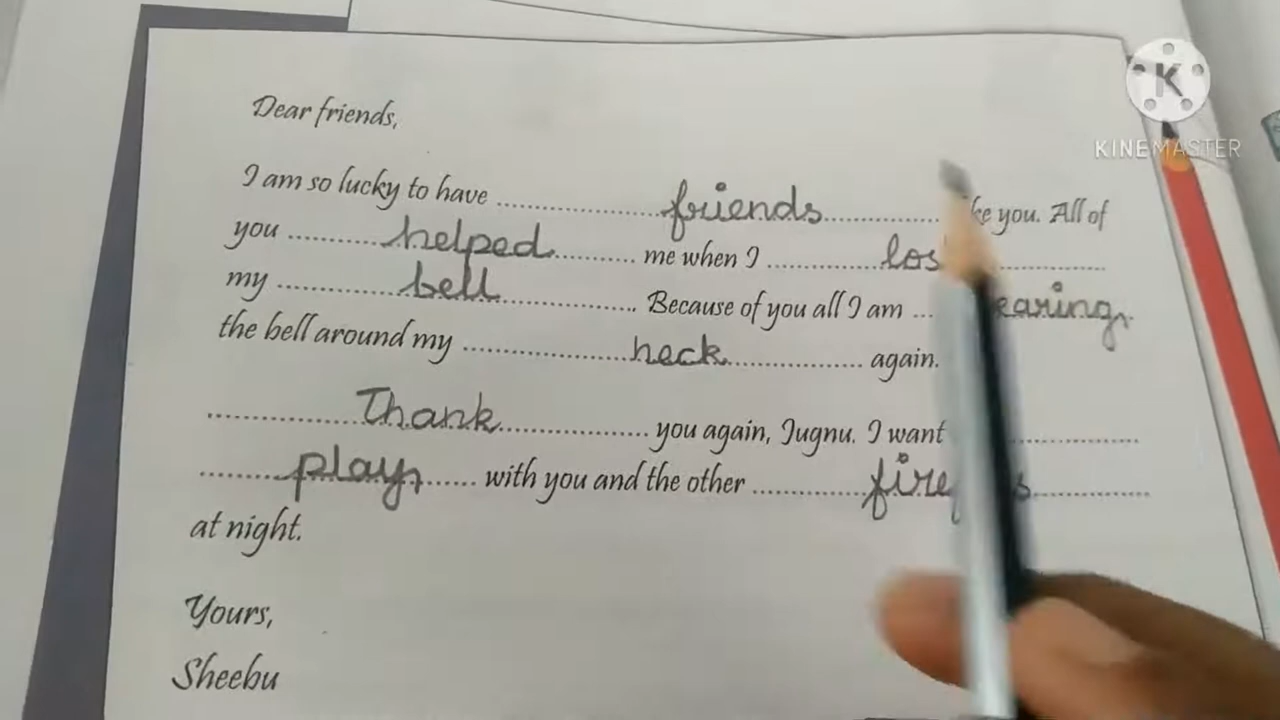 Dear friends,
I am so lucky to have friends you. All of
you helped me when I
my bell Because of you all I am
the bell around my neck again.
Thank you again, Jugnu. I want
play with you and the other
at night.
Yours,
Sheebu
K
KINEMASTER